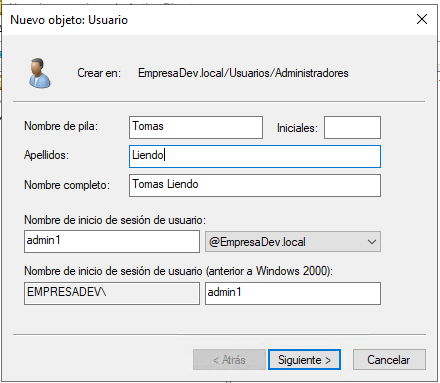 Nuevo objeto: Usuario
Crear en: EmpresaDev.local/Usuarios/Administradores
Nombre de pila: Tomas Iniciales:
Apellidos: Liendo
Nombre completo: Tomas Liendo
Nombre de inicio de sesión de usuario:
admin1 @EmpresaDev.local
Nombre de inicio de sesión de usuario (anterior a Windows 2000):
EMPRESADEV\ admin1
< Atrás Siguiente > Cancelar